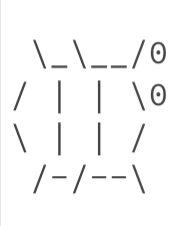 \_\__/0
/ | | \0
\ | | /
 /-/--\